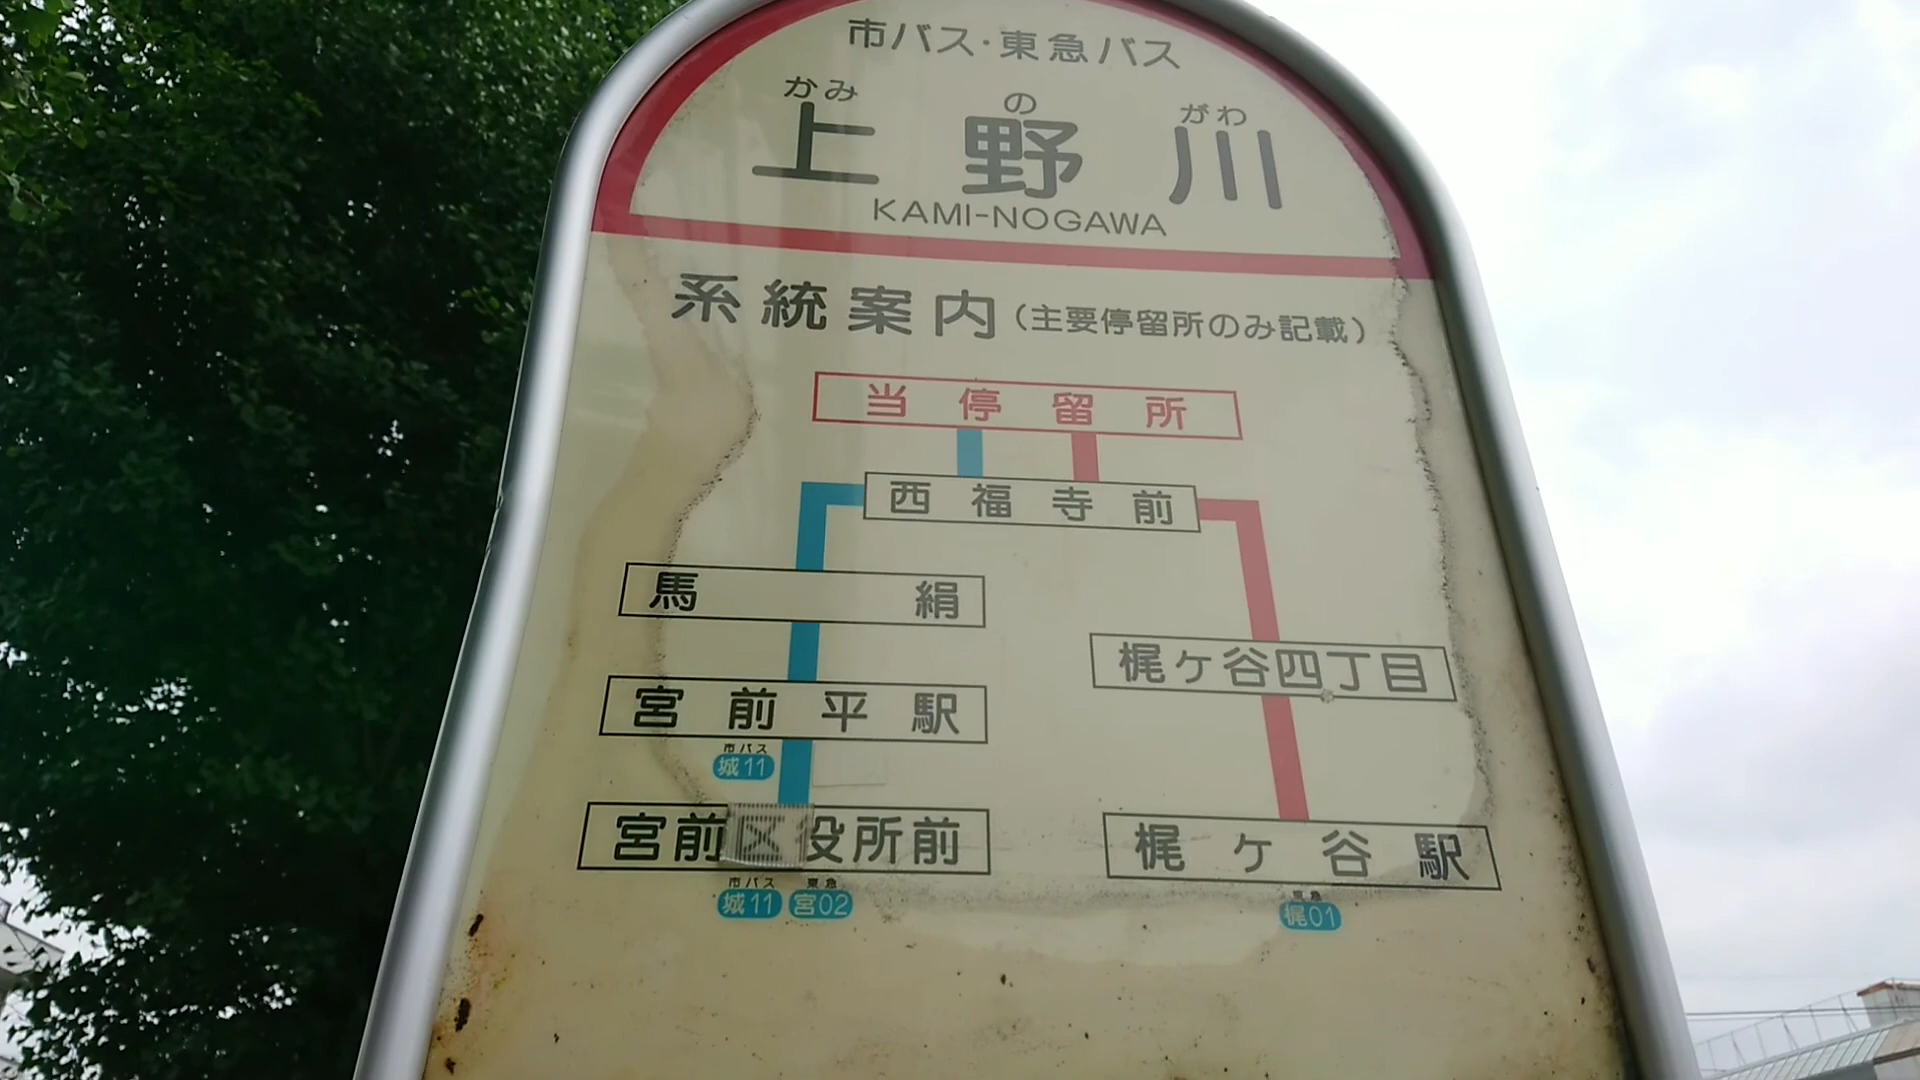 市バス・東急バス
かみ の がわ
上野川
KAMI-NOGAWA
系統案内(主要停留所のみ記載)
当停留所
西福寺前
馬絹
梶ヶ谷四丁目
宮前平駅
市バス
城11
宮前区役所前
梶ヶ谷駅
市バス 東急
城11 宮02
東急
梶01